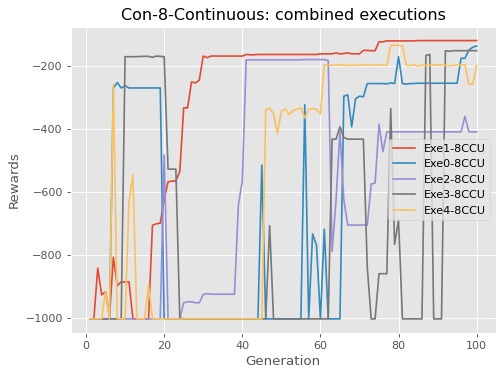 Con-8-Continuous: combined executions
Rewards
−200
−400
−600
−800
−1000
Exe1-8CCU
Exe0-8CCU
Exe2-8CCU
Exe3-8CCU
Exe4-8CCU
0 20 40 60 80 100
Generation